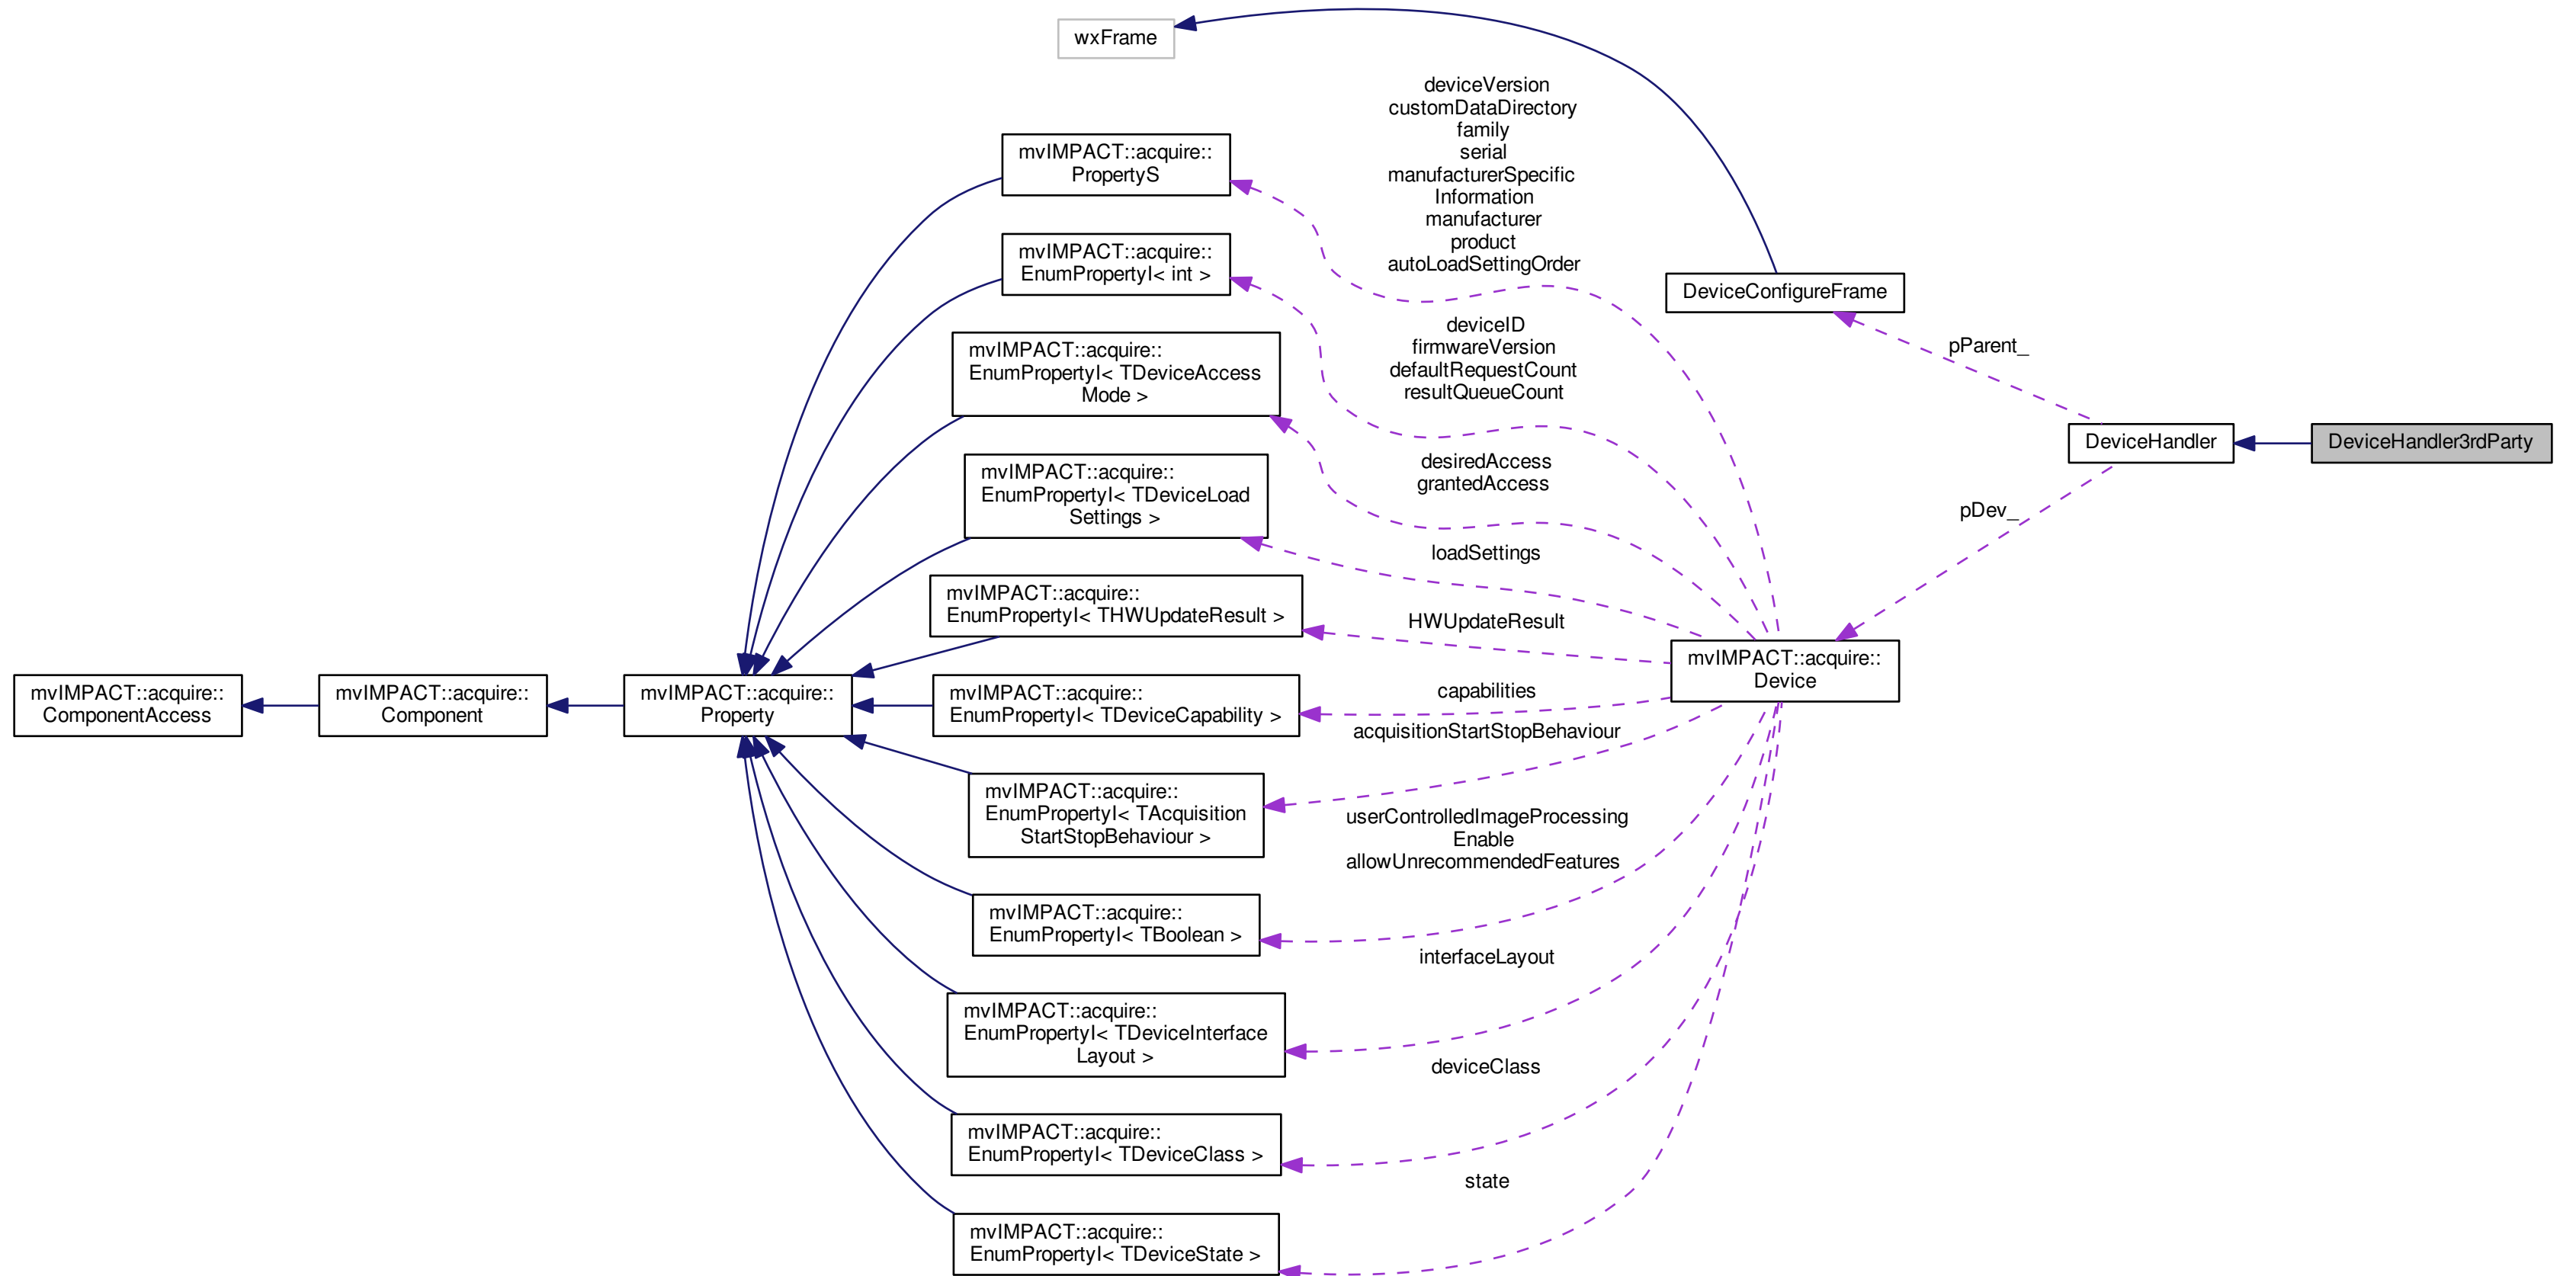 wxFrame
deviceVersion
customDataDirectory
family
serial
manufacturerSpecific
Information
manufacturer
product
autoLoadSettingOrder
mvIMPACT::acquire::
PropertyS
mvIMPACT::acquire::
EnumPropertyI< int >
DeviceConfigureFrame
deviceID
firmwareVersion
defaultRequestCount
resultQueueCount
pParent_
mvIMPACT::acquire::
EnumPropertyI< TDeviceAccess
Mode >
DeviceHandler
DeviceHandler3rdParty
desiredAccess
grantedAccess
mvIMPACT::acquire::
EnumPropertyI< TDeviceLoad
Settings >
pDev_
loadSettings
mvIMPACT::acquire::
EnumPropertyI< THWUpdateResult >
HWUpdateResult
mvIMPACT::acquire::
Device
mvIMPACT::acquire::
ComponentAccess
mvIMPACT::acquire::
Component
mvIMPACT::acquire::
Property
mvIMPACT::acquire::
EnumPropertyI< TDeviceCapability >
capabilities
acquisitionStartStopBehaviour
mvIMPACT::acquire::
EnumPropertyI< TAcquisition
StartStopBehaviour >
userControlledImageProcessing
Enable
allowUnrecommendedFeatures
mvIMPACT::acquire::
EnumPropertyI< TBoolean >
interfaceLayout
mvIMPACT::acquire::
EnumPropertyI< TDeviceInterface
Layout >
deviceClass
mvIMPACT::acquire::
EnumPropertyI< TDeviceClass >
state
mvIMPACT::acquire::
EnumPropertyI< TDeviceState >